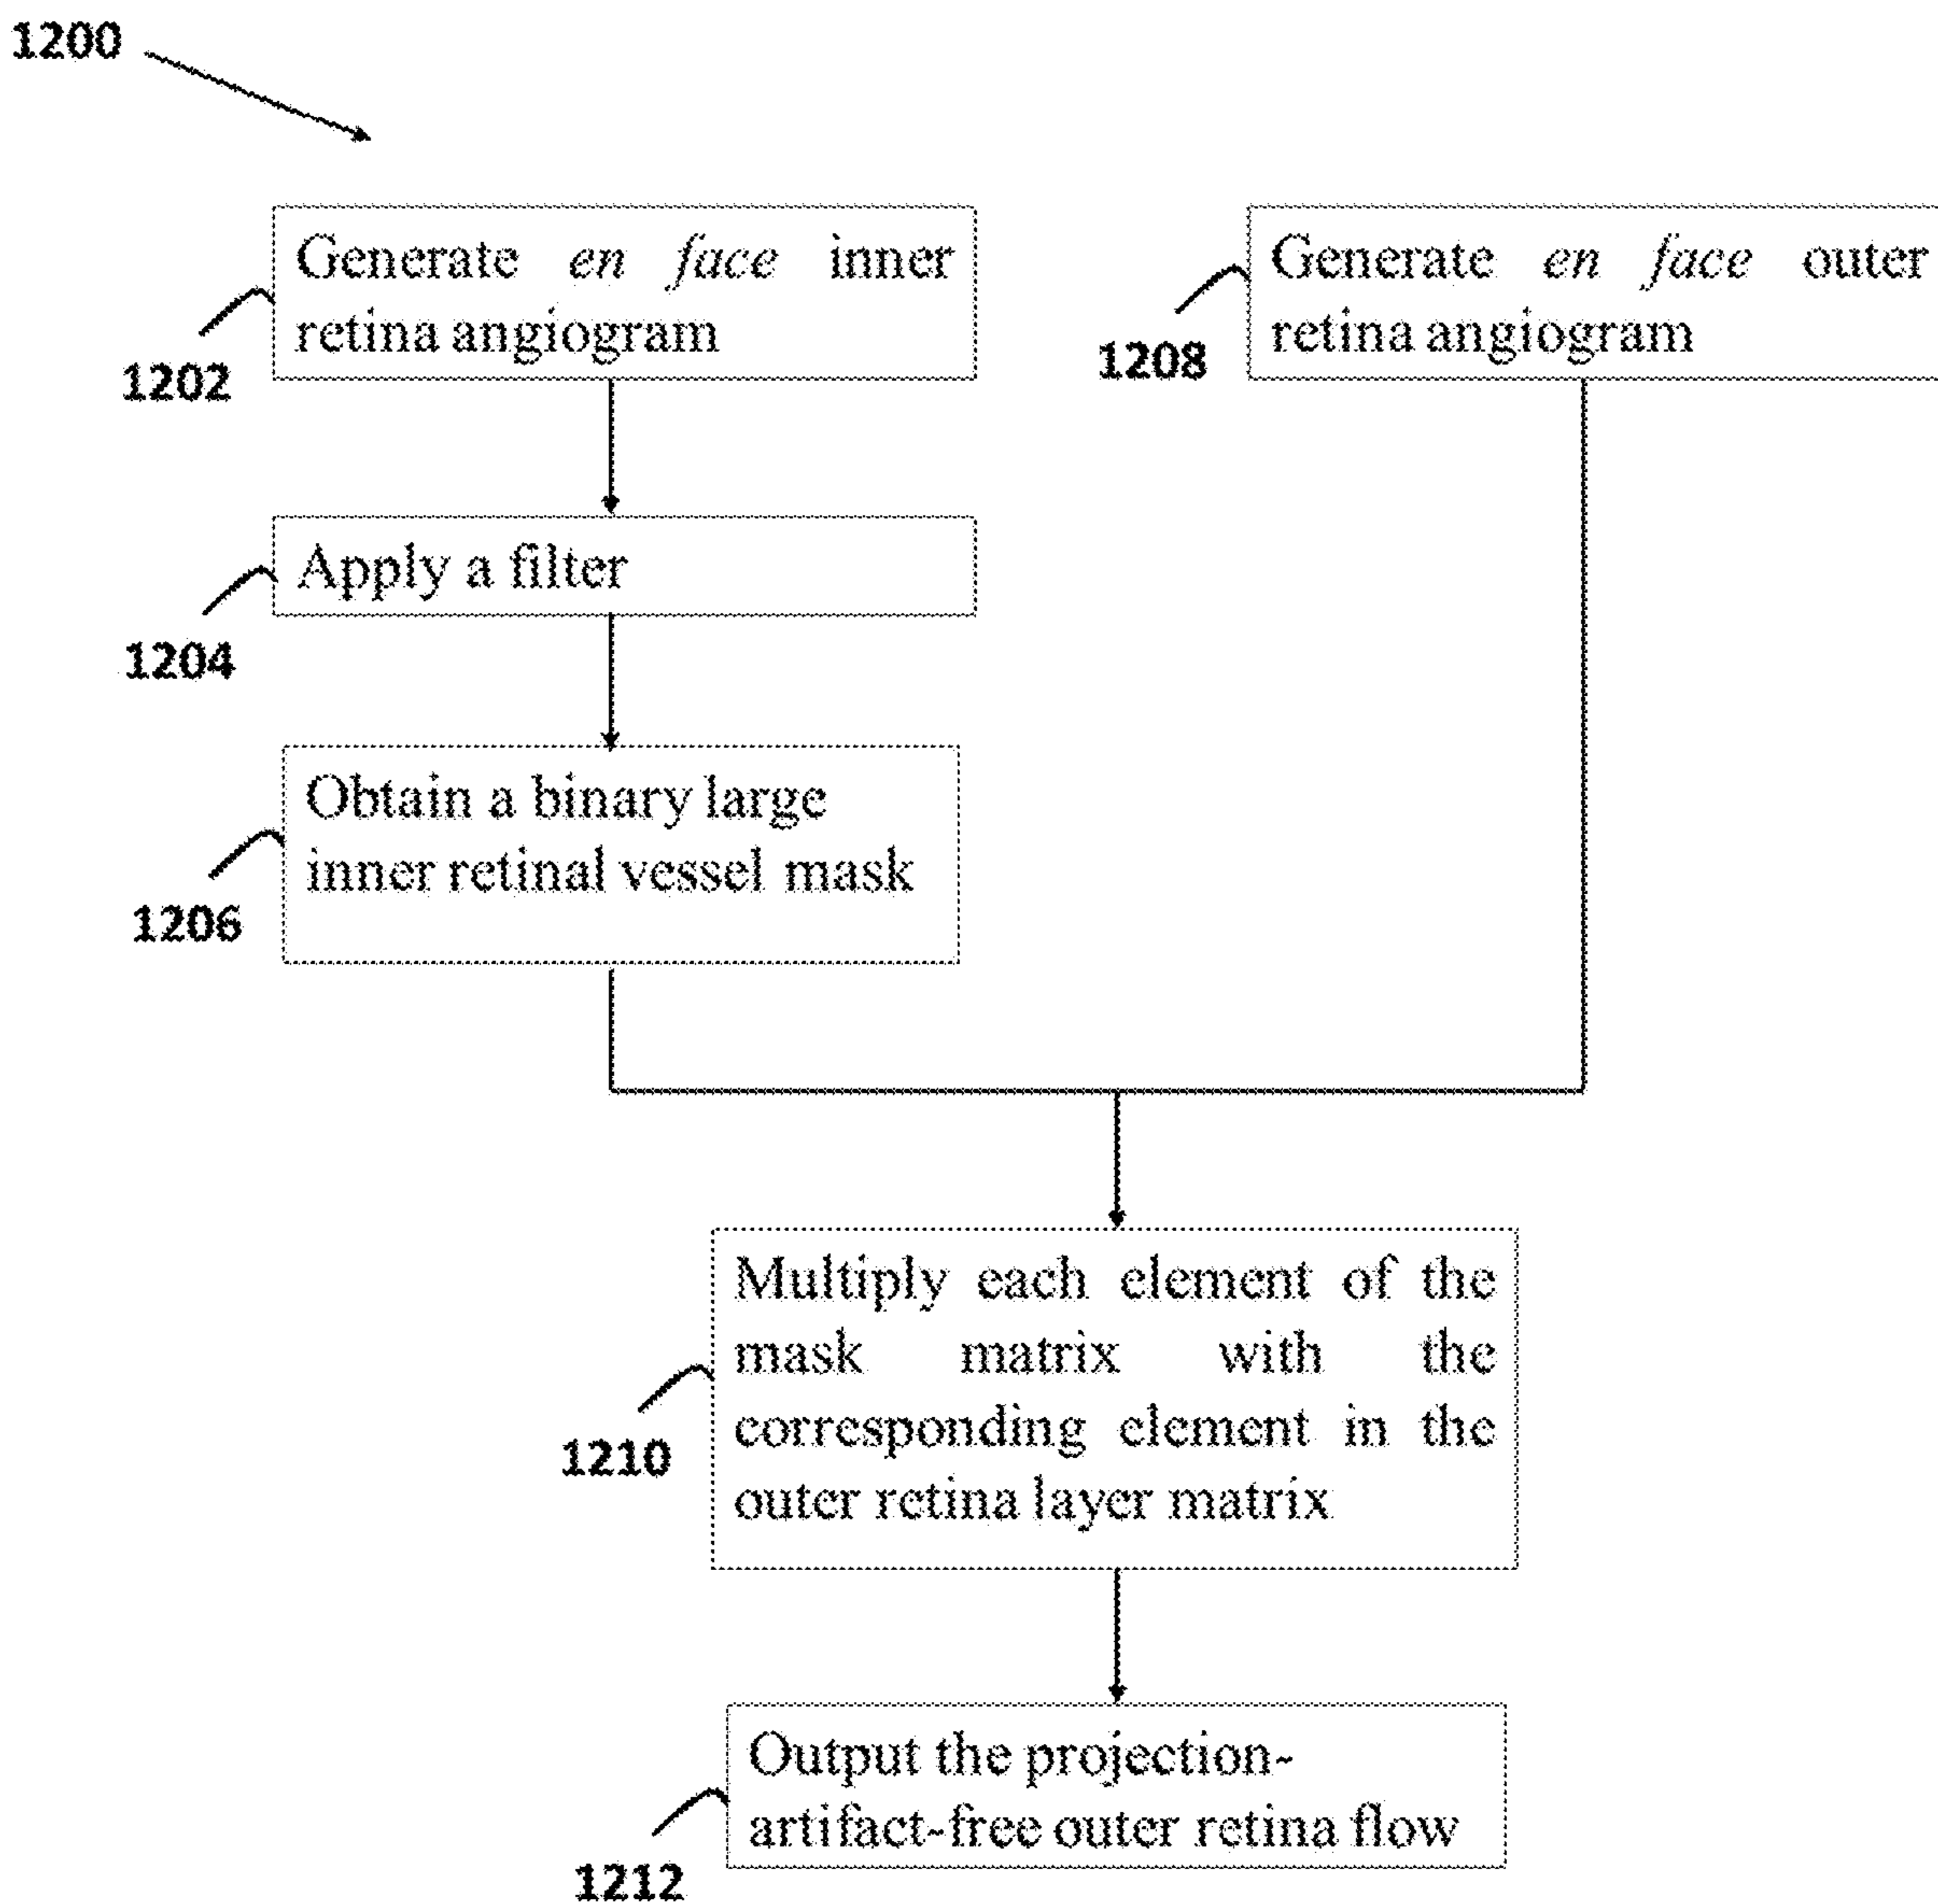 1200
Generate en face inner
retina angiogram
1202
Generate en face outer
retina angiogram
1208
Apply a filter
1204
Obtain a binary large
inner retinal vessel mask
1206
Multiply each element of the
mask matrix with the
corresponding element in the
outer retina layer matrix
1210
Output the projection-
artifact-free outer retina flow
1212